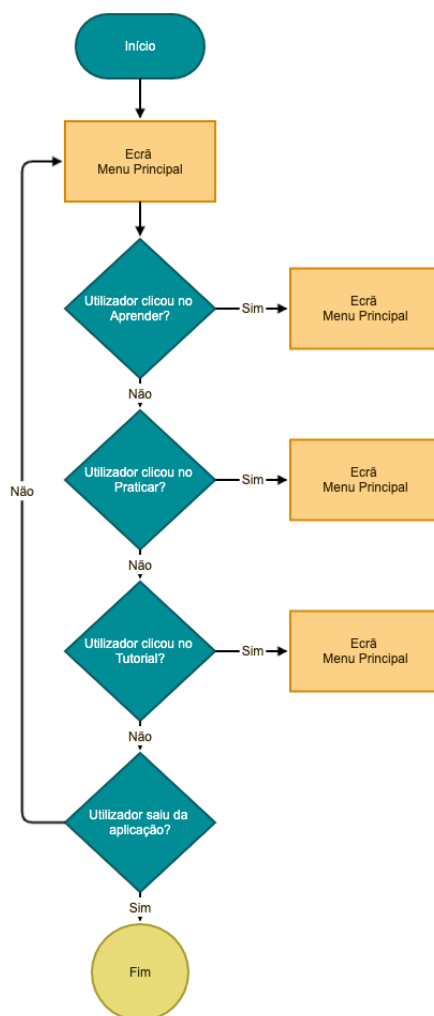 Início
Ecrã
Menu Principal
Utilizador clicou no
Aprender?
Sim
Ecrã
Menu Principal
Não
Utilizador clicou no
Praticar?
Sim
Ecrã
Menu Principal
Não
Não
Utilizador clicou no
Tutorial?
Sim
Ecrã
Menu Principal
Não
Utilizador saiu da
aplicação?
Sim
Fim